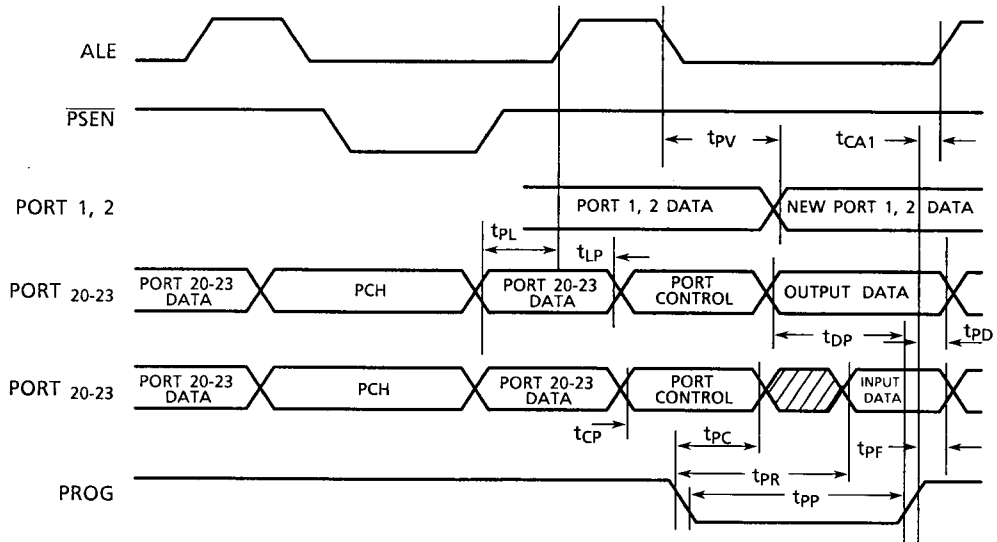 ALE
PSEN
tPV
tCA1
PORT 1, 2
PORT 1, 2 DATA
NEW PORT 1, 2 DATA
tPL
tLP
PORT 20-23
PORT 20-23
DATA
PCH
PORT 20-23
DATA
PORT
CONTROL
OUTPUT DATA
tDP
tPD
PORT 20-23
PORT 20-23
DATA
PCH
PORT 20-23
DATA
PORT
CONTROL
INPUT
DATA
tCP
tPC
tPF
tPR
PROG
tPP